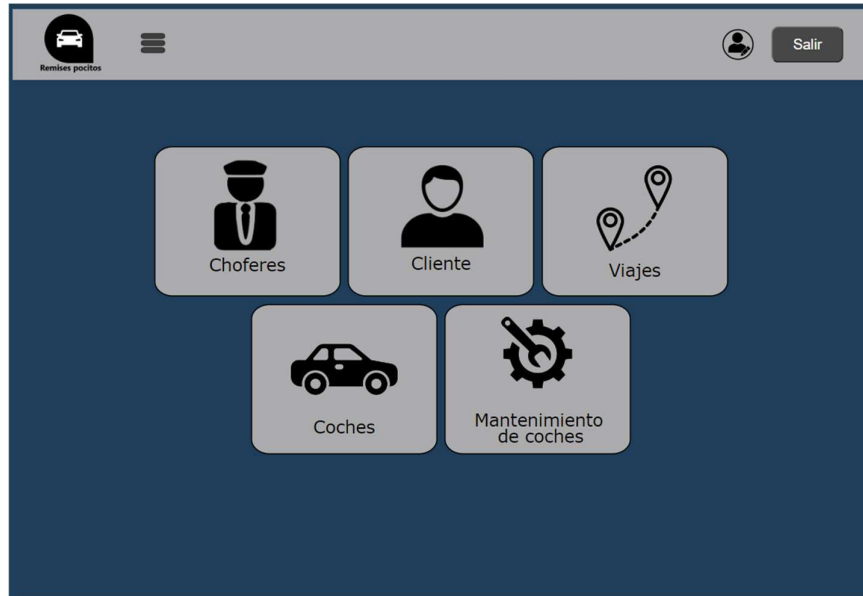 Remises pocitos
Salir
Choferes
Cliente
Viajes
Coches
Mantenimiento
de coches